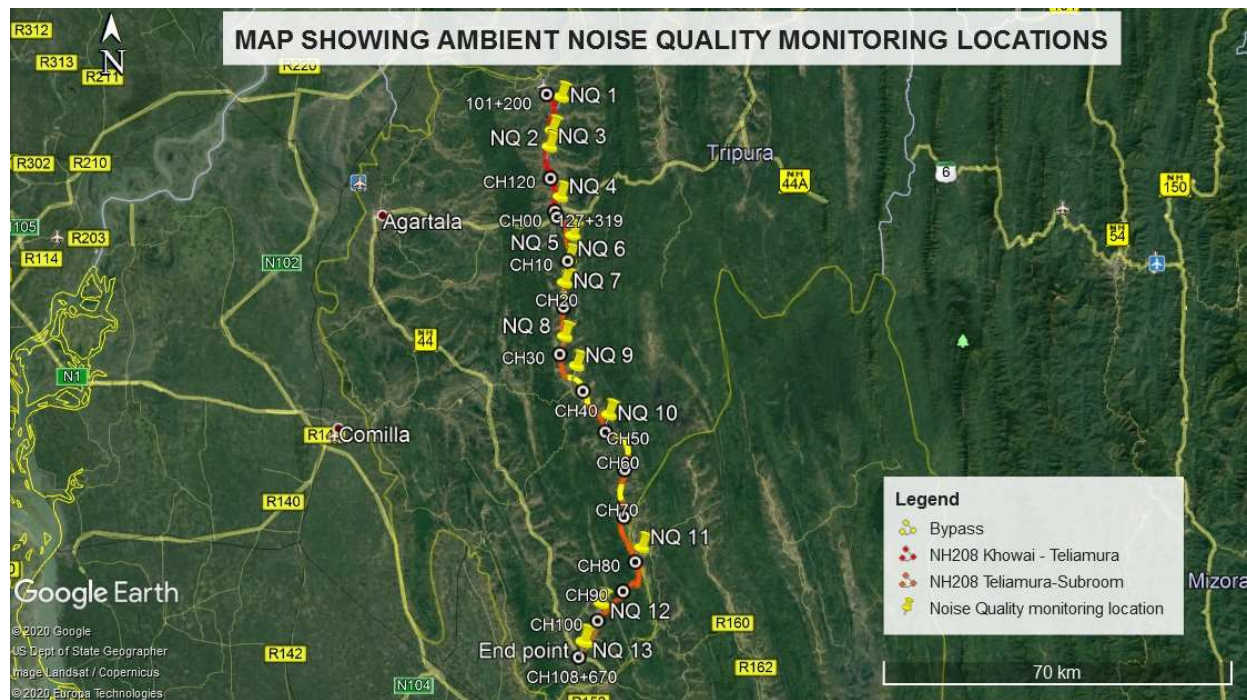 MAP SHOWING AMBIENT NOISE QUALITY MONITORING LOCATIONS
R312
N
R313
R211
R220
101+200
NQ 1
NQ 2
NQ 3
R302
R210
Tripura
NH
44A
6
NH
150
CH120
NQ 4
Agartala
CH00
127+319
N105
R203
R114
N102
NQ 5
NQ 6
54
CH10
NQ 7
CH20
NQ 8
44
CH30
NQ 9
N1
CH40
NQ 10
Comilla
CH50
CH60
R140
CH70
NQ 11
CH80
CH90
NQ 12
CH100
R160
End point
NQ 13
R142
R162
CH108+670
N104
Legend
Bypass
NH208 Khowai - Teliamura
NH208 Teliamura-Subroom
Noise Quality monitoring location
Mizora
70 km
Google Earth
© 2020 Google
US Dept of State Geographer
Image Landsat / Copernicus
© 2020 Europa Technologies